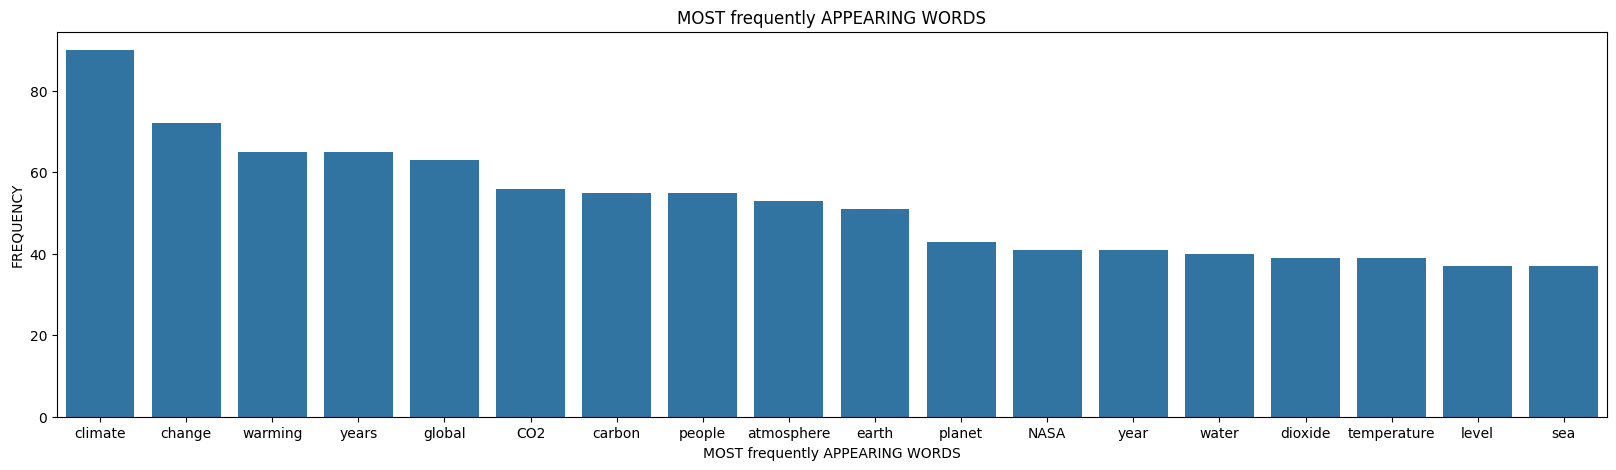 MOST frequently APPEARING WORDS
FREQUENCY
80
60
40
20
0
climate change warming years global CO2 carbon people atmosphere earth planet NASA year water dioxide temperature level sea
MOST frequently APPEARING WORDS